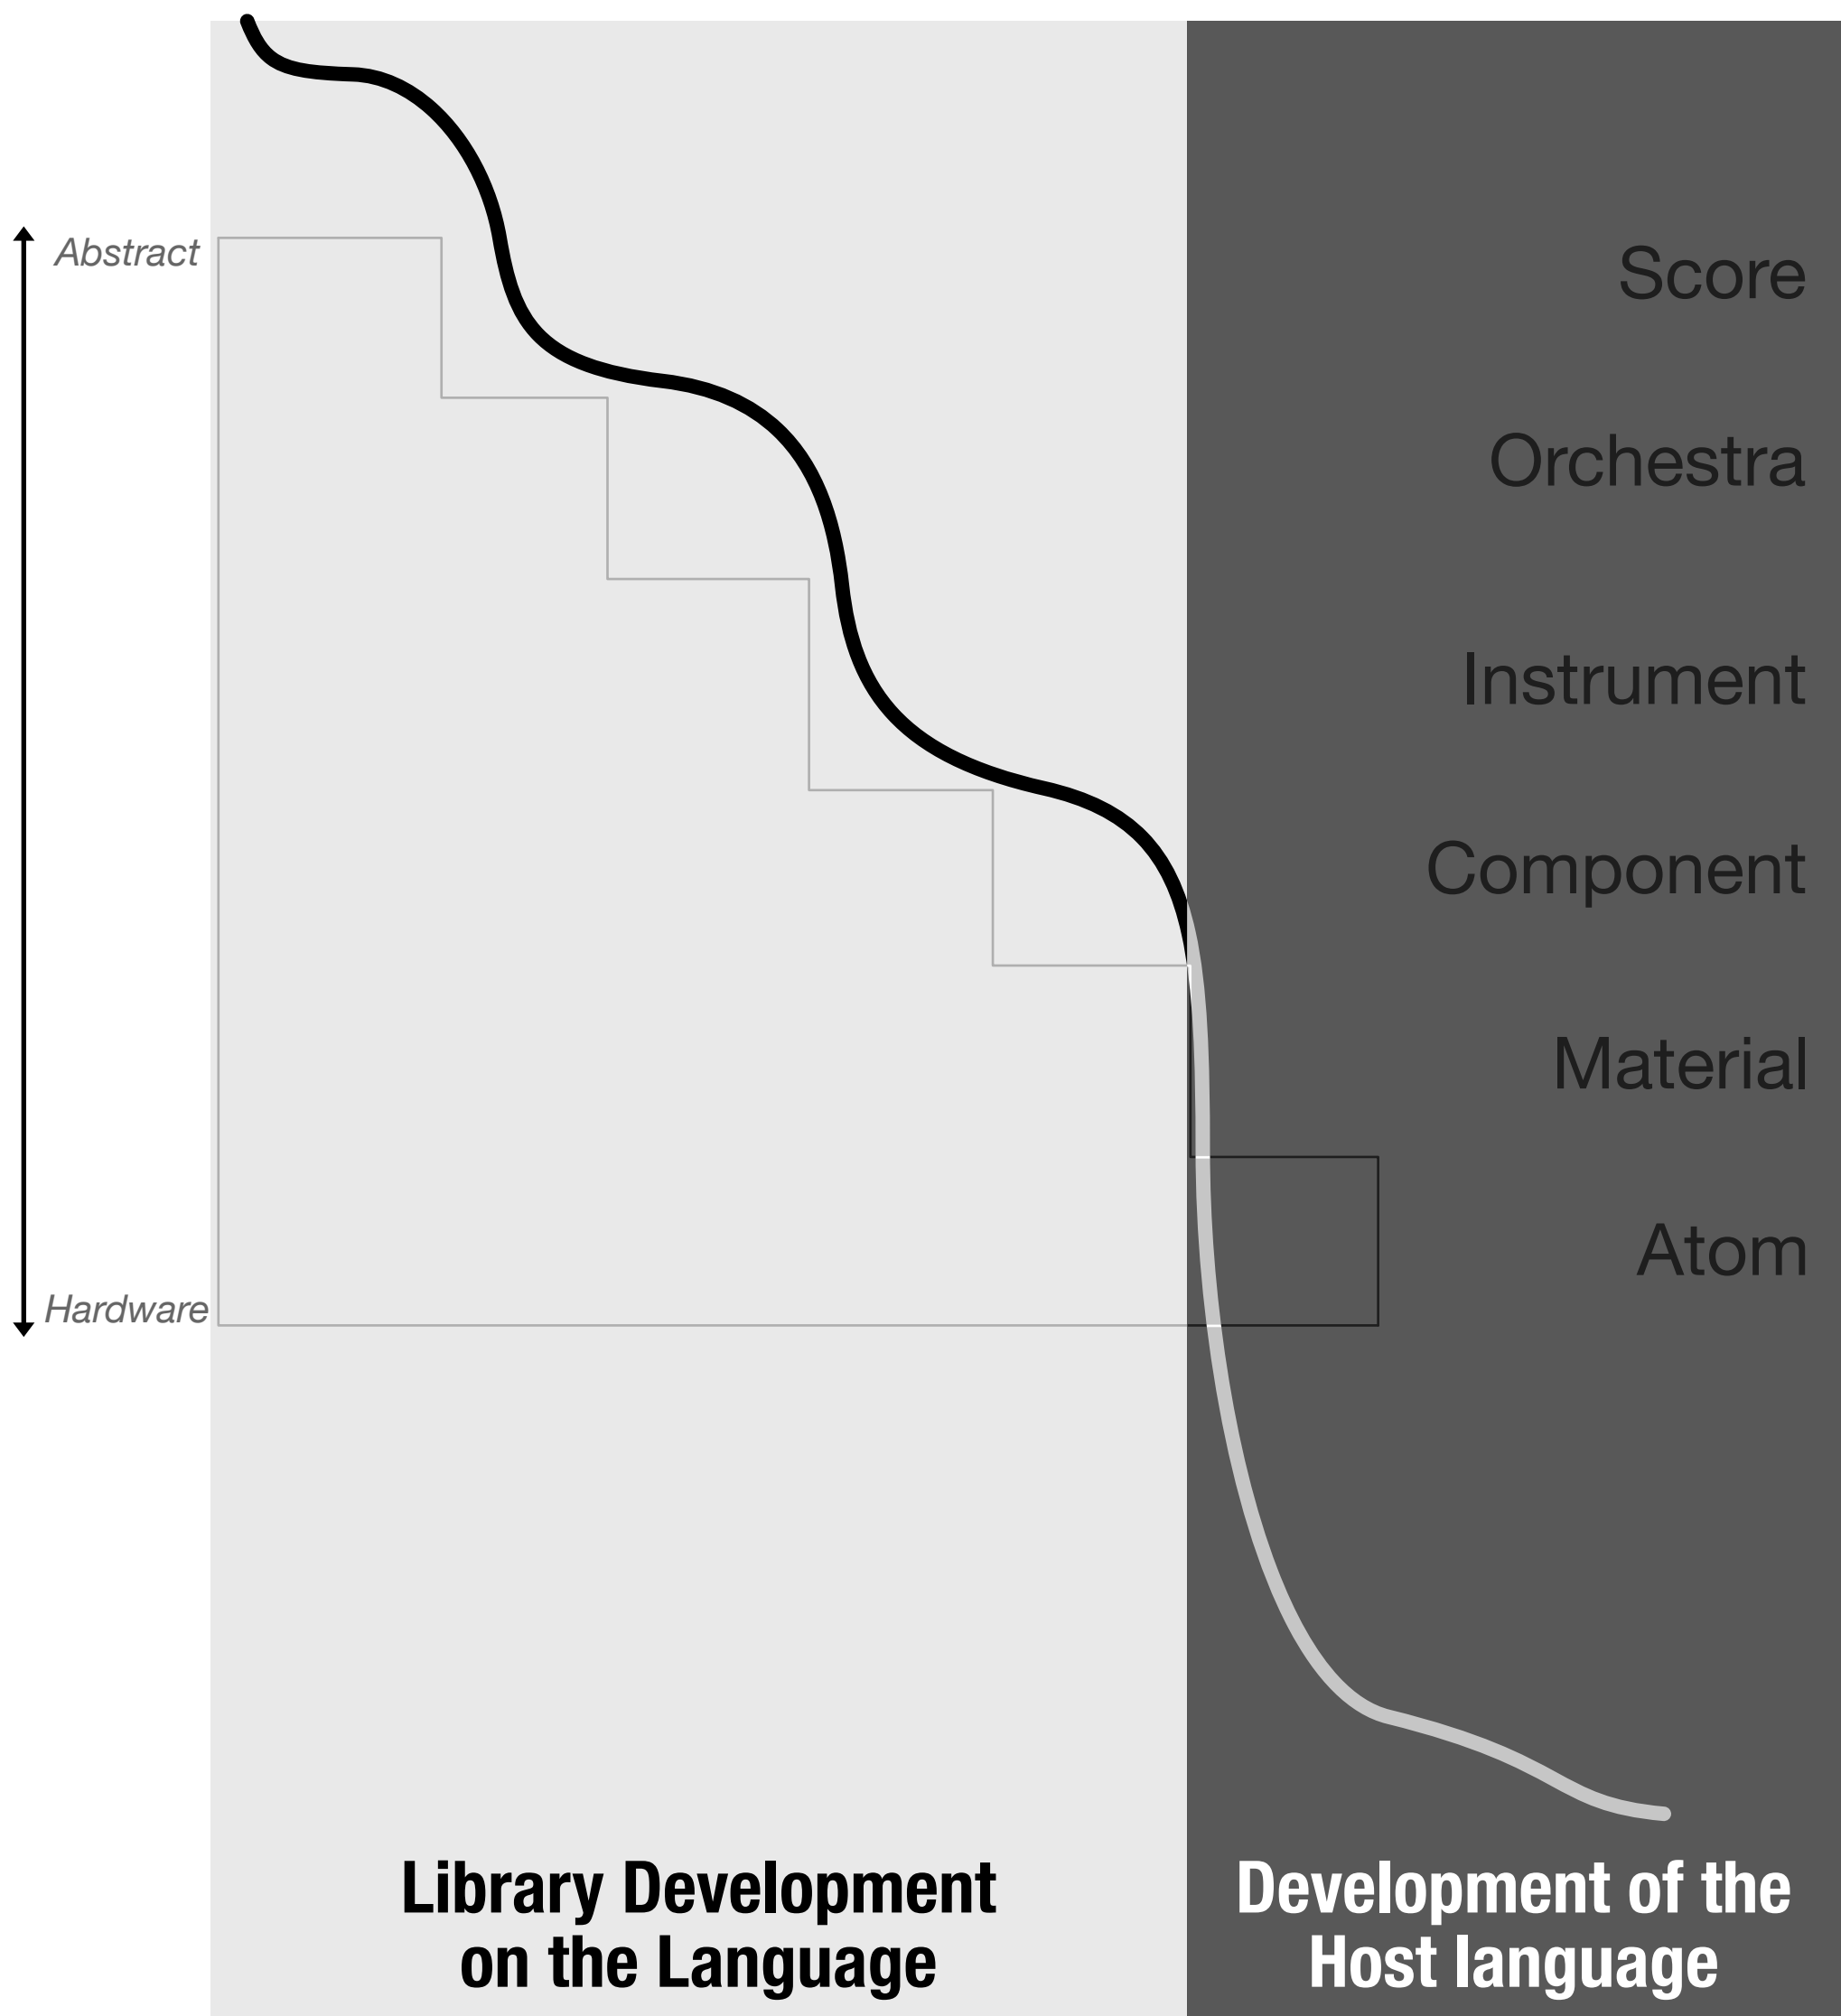 Abstract
Score
Orchestra
Instrument
Component
Material
Atom
Hardware
Library Development
on the Language
Development of the
Host language